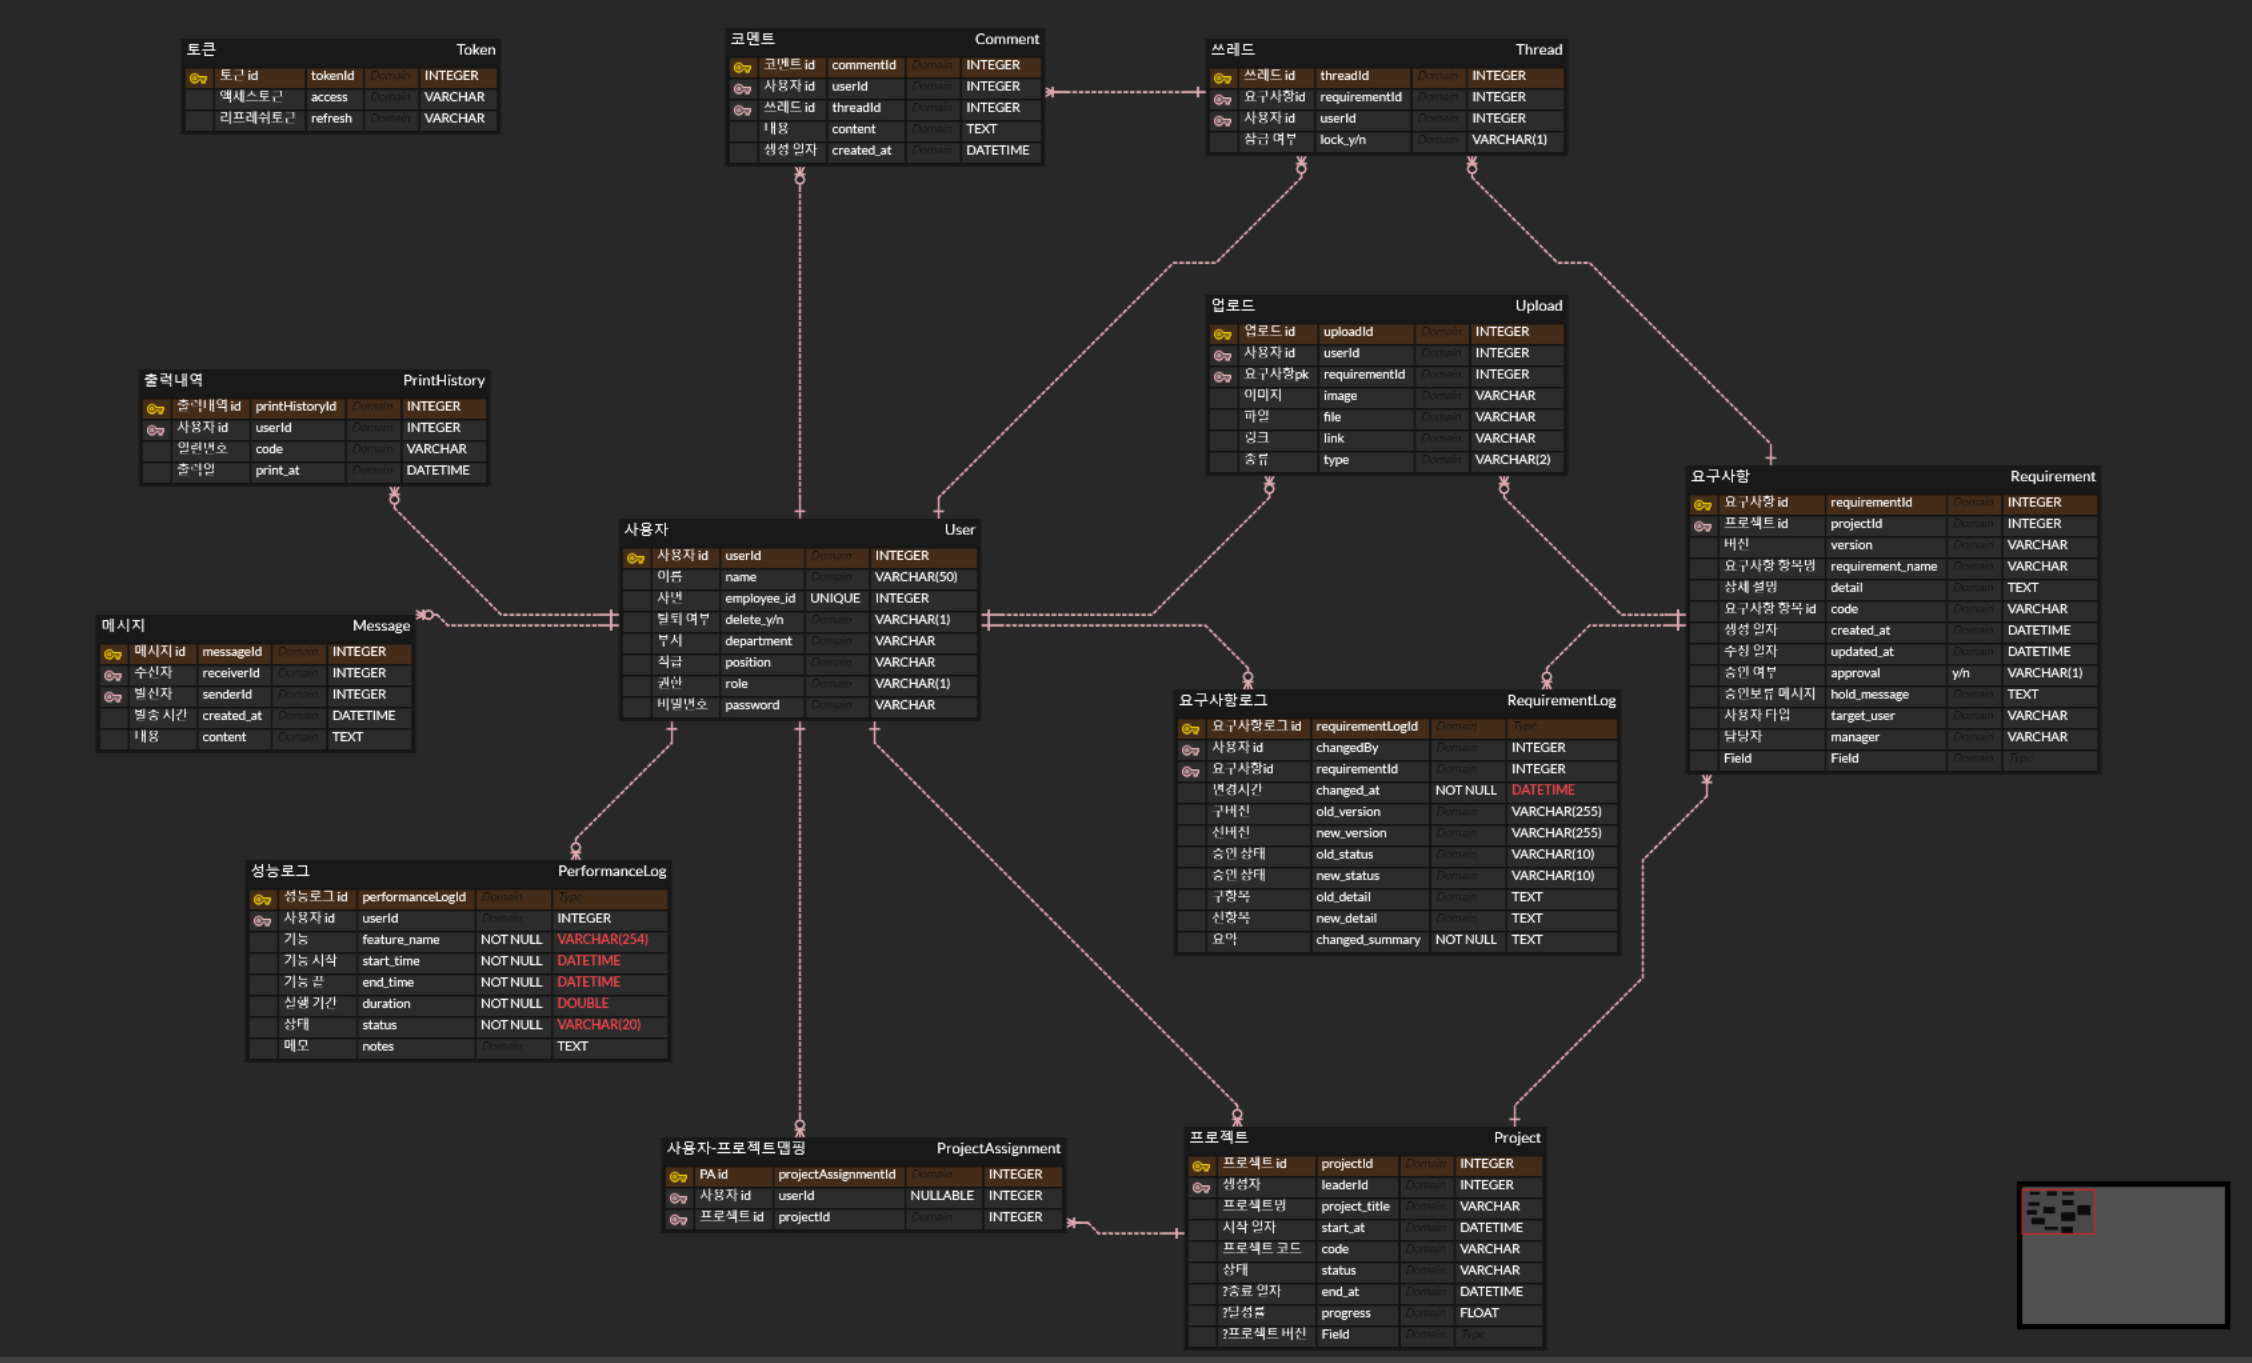 토큰 Token
토근 id tokenId Domain INTEGER
액세스토근 access Domain VARCHAR
리프레쉬토근 refresh Domain VARCHAR
코멘트 Comment
코멘트 id commentId Domain INTEGER
사용자 id userId Domain INTEGER
쓰레드 id threadId Domain INTEGER
내용 content Domain TEXT
생성 일자 created_at Domain DATETIME
쓰레드 Thread
쓰레드 id threadId Domain INTEGER
요구사항id requirementId Domain INTEGER
사용자 id userId Domain INTEGER
잠금 여부 lock_y/n Domain VARCHAR(1)
업로드 Upload
업로드 id uploadId Domain INTEGER
사용자 id userId Domain INTEGER
요구사항pk requirementId Domain INTEGER
이미지 image Domain VARCHAR
파일 file Domain VARCHAR
링크 link Domain VARCHAR
종류 type Domain VARCHAR(2)
출력내역 PrintHistory
출력내역 id printHistoryId Domain INTEGER
사용자 id userId Domain INTEGER
일련번호 code Domain VARCHAR
출력일 print_at Domain DATETIME
요구사항 Requirement
요구사항 id requirementId Domain INTEGER
프로젝트 id projectId Domain INTEGER
버전 version Domain VARCHAR
요구사항 항목명 requirement_name Domain VARCHAR
상세 설명 detail Domain TEXT
요구사항 항목 id code Domain VARCHAR
생성 일자 created_at Domain DATETIME
수정 일자 updated_at Domain DATETIME
승인 여부 approval y/n VARCHAR(1)
승인보류 메시지 hold_message Domain TEXT
사용자 타입 target_user Domain VARCHAR
담당자 manager Domain VARCHAR
Field Field Domain Type
사용자 User
사용자 id userId Domain INTEGER
이름 name Domain VARCHAR(50)
사번 employee_id UNIQUE INTEGER
탈퇴 여부 delete_y/n Domain VARCHAR(1)
부서 department Domain VARCHAR
직급 position Domain VARCHAR
권한 role Domain VARCHAR(1)
비밀번호 password Domain VARCHAR
메시지 Message
메시지 id messageId Domain INTEGER
수신자 receiverId Domain INTEGER
발신자 senderId Domain INTEGER
발송 시간 created_at Domain DATETIME
내용 content Domain TEXT
요구사항로그 RequirementLog
요구사항로그 id requirementLogId Domain Type
사용자 id changedBy Domain INTEGER
요구사항id requirementId Domain INTEGER
변경시간 changed_at NOT NULL DATETIME
구버전 old_version Domain VARCHAR(255)
신버전 new_version Domain VARCHAR(255)
승인 상태 old_status Domain VARCHAR(10)
승인 상태 new_status Domain VARCHAR(10)
구항목 old_detail Domain TEXT
신항목 new_detail Domain TEXT
요약 changed_summary NOT NULL TEXT
성능로그 PerformanceLog
성능로그 id performanceLogId Domain Type
사용자 id userId Domain INTEGER
기능 feature_name NOT NULL VARCHAR(254)
기능 시작 start_time NOT NULL DATETIME
기능 끝 end_time NOT NULL DATETIME
실행 기간 duration NOT NULL DOUBLE
상태 status NOT NULL VARCHAR(20)
메모 notes Domain TEXT
사용자-프로젝트맵핑 ProjectAssignment
PA id projectAssignmentId Domain INTEGER
사용자 id userId NULLABLE INTEGER
프로젝트 id projectId Domain INTEGER
프로젝트 Project
프로젝트 id projectId Domain INTEGER
생성자 leaderId Domain INTEGER
프로젝트명 project_title Domain VARCHAR
시작 일자 start_at Domain DATETIME
프로젝트 코드 code Domain VARCHAR
상태 status Domain VARCHAR
?종료 일자 end_at Domain DATETIME
?달성률 progress Domain FLOAT
?프로젝트 버전 Field Domain Type